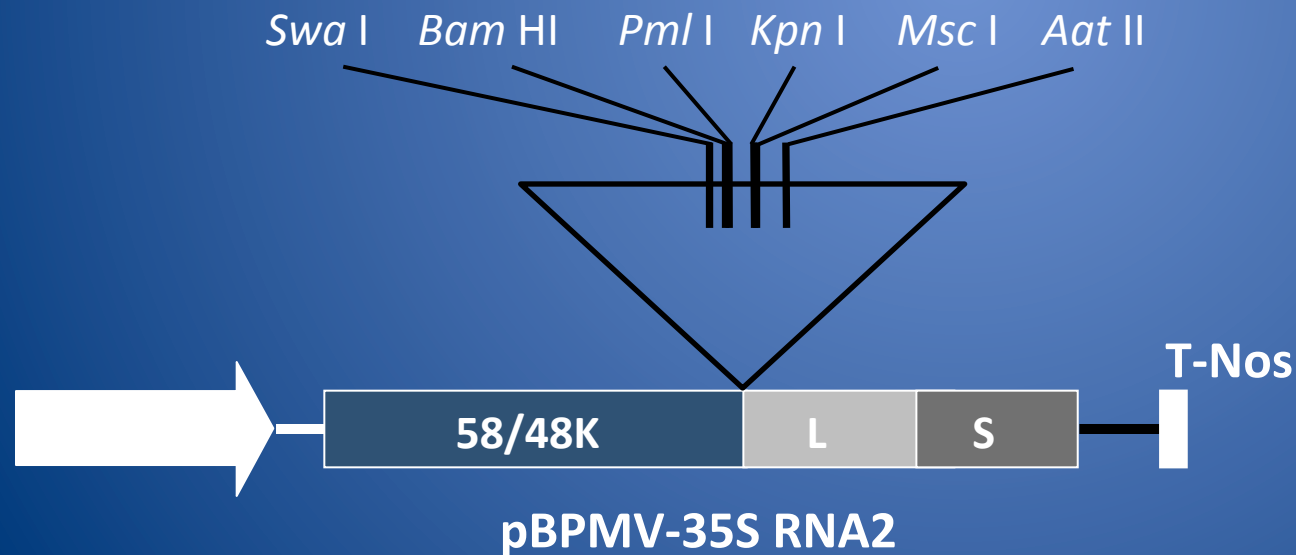 Swa I Bam HI Pml I Kpn I Msc I Aat II
T-Nos
58/48K L S
pBPMV-35S RNA2